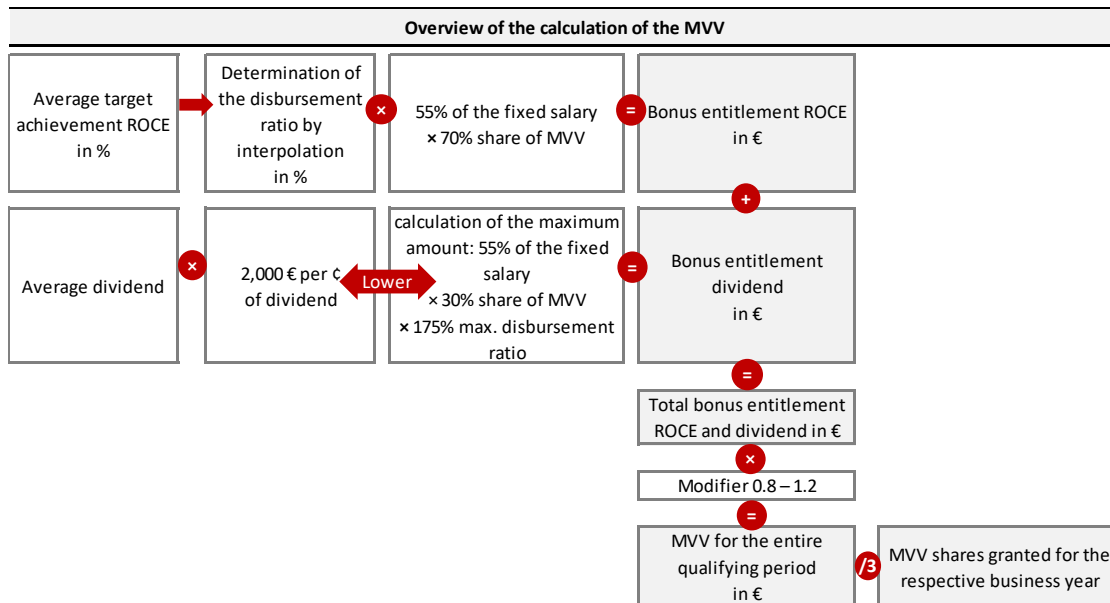 Overview of the calculation of the MVV
Average target
achievement ROCE
in %
Determination of
the disbursement
ratio by
interpolation
in %
×
55% of the fixed salary
× 70% share of MVV
=
Bonus entitlement ROCE
in €
+
Average dividend
×
2,000 € per ¢
of dividend
Lower
calculation of the maximum
amount: 55% of the fixed
salary
× 30% share of MVV
× 175% max. disbursement
ratio
=
Bonus entitlement
dividend
in €
=
Total bonus entitlement
ROCE and dividend in €
×
Modifier 0.8 – 1.2
=
MVV for the entire
qualifying period
in €
/3
MVV shares granted for the
respective business year